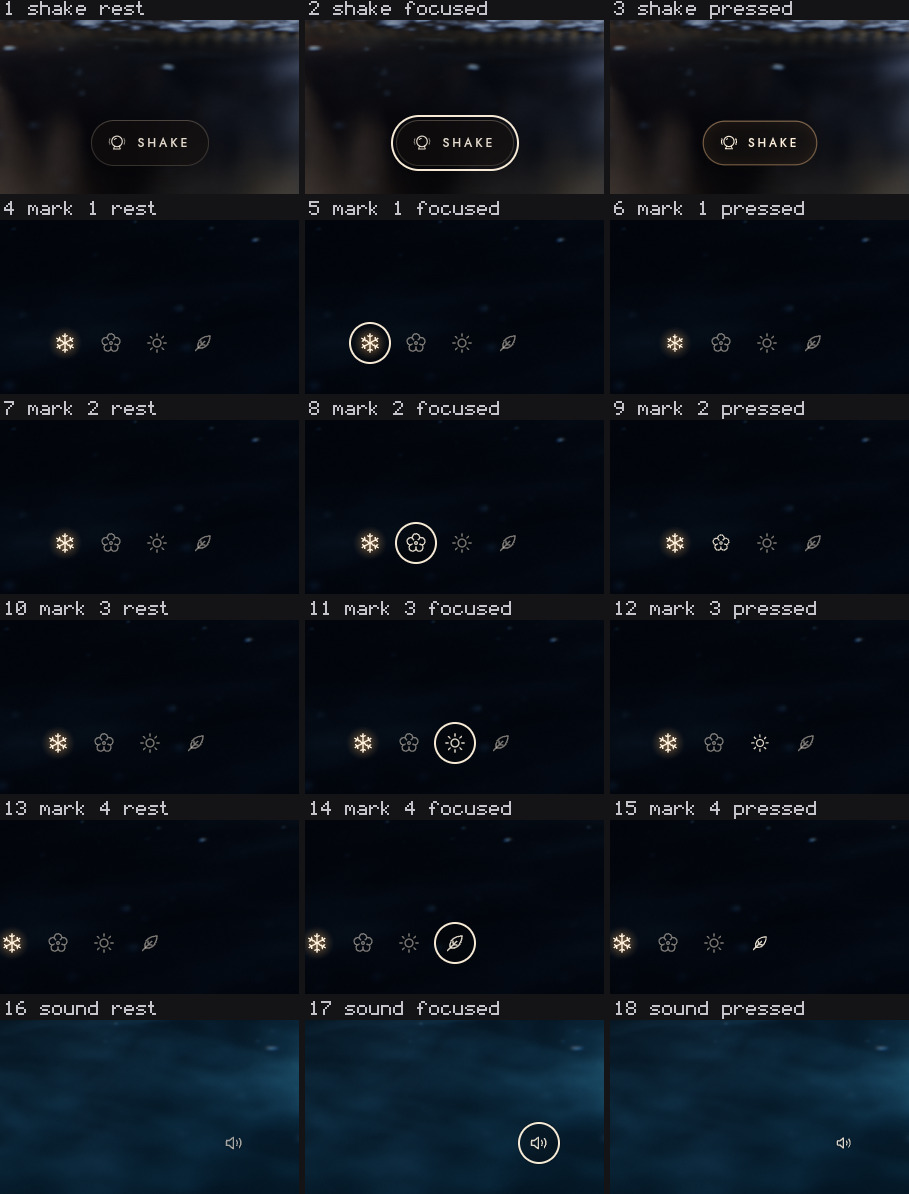 1 shake rest
2 shake focused
3 shake pressed
SHAKE
SHAKE
SHAKE
4 mark 1 rest
5 mark 1 focused
6 mark 1 pressed
7 mark 2 rest
8 mark 2 focused
9 mark 2 pressed
10 mark 3 rest
11 mark 3 focused
12 mark 3 pressed
13 mark 4 rest
14 mark 4 focused
15 mark 4 pressed
16 sound rest
17 sound focused
18 sound pressed